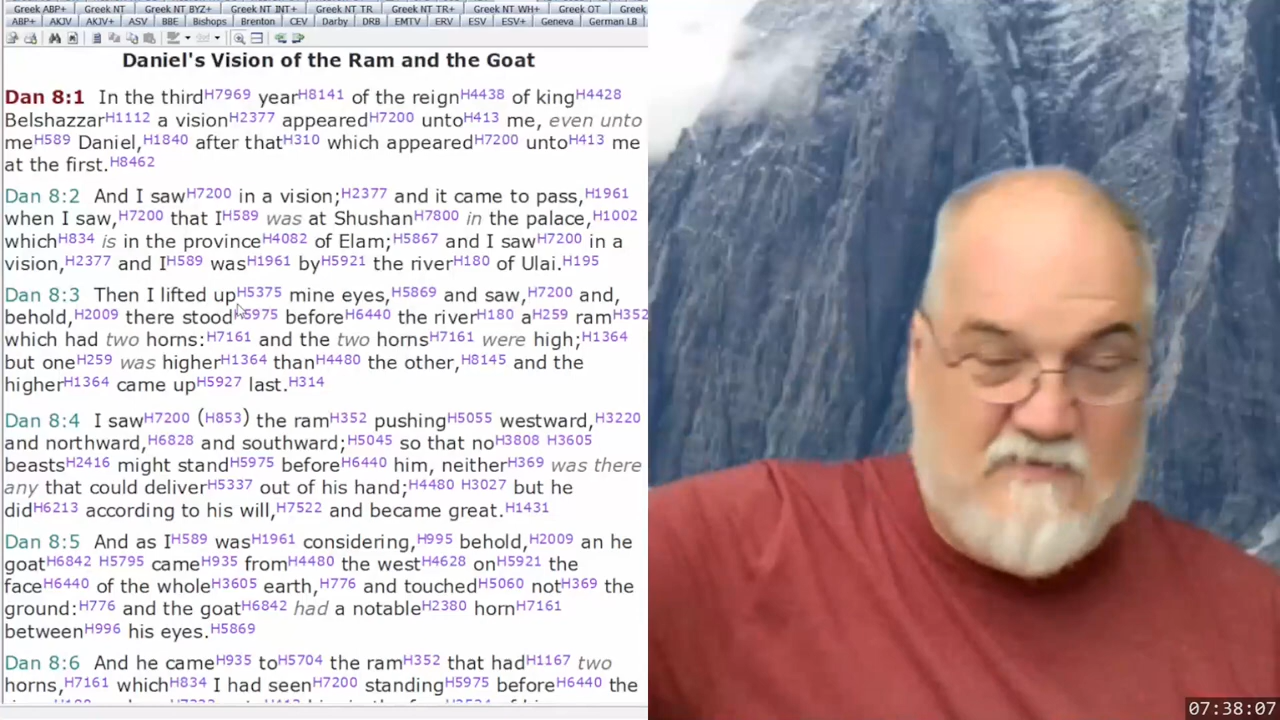 Greek ABP+ Greek NT Greek NT BYZ+ Greek NT INT+ Greek NT TR Greek NT TR+ Greek NT WH+ Greek OT Greek
ABP+ AKJV AKJV+ ASV BBE Bishops Brenton CEV Darby DRB EMTV ERV ESV ESV+ Geneva German LB
Daniel's Vision of the Ram and the Goat
Dan 8:1 In the thirdH7969 yearH8141 of the reignH4438 of kingH4428
BelshazzarH1112 a visionH2377 appearedH7200 untoH413 me, even unto
meH589 Daniel,H1840 after thatH310 which appearedH7200 untoH413 me
at the first.H8462
Dan 8:2 And I sawH7200 in a vision;H2377 and it came to pass,H1961
when I saw,H7200 that IH589 was at ShushanH7800 in the palace,H1002
whichH834 is in the provinceH4082 of Elam;H5867 and I sawH7200 in a
vision,H2377 and IH589 wasH1961 byH5921 the riverH180 of Ulai.H195
Dan 8:3 Then I lifted upH5375 mine eyes,H5869 and saw,H7200 and,
behold,H2009 there stoodH5975 beforeH6440 the riverH180 aH259 ramH352
which had two horns:H7161 and the two hornsH7161 were high;H1364
but oneH259 was higherH1364 thanH4480 the other,H8145 and the
higherH1364 came upH5927 last.H314
Dan 8:4 I sawH7200 (H853) the ramH352 pushingH5055 westward,H3220
and northward,H6828 and southward;H5045 so that noH3808 H3605
beastsH2416 might standH5975 beforeH6440 him, neitherH369 was there
any that could deliverH5337 out of his hand;H4480 H3027 but he
didH6213 according to his will,H7522 and became great.H1431
Dan 8:5 And as IH589 wasH1961 considering,H995 behold,H2009 an he
goatH6842 H5795 cameH935 fromH4480 the westH4628 onH5921 the
faceH6440 of the wholeH3605 earth,H776 and touchedH5060 notH369 the
ground:H776 and the goatH6842 had a notableH2380 hornH7161
betweenH996 his eyes.H5869
Dan 8:6 And he cameH935 toH5704 the ramH352 that hadH1167 two
horns,H7161 whichH834 I had seenH7200 standingH5975 beforeH6440 the
07:38:07